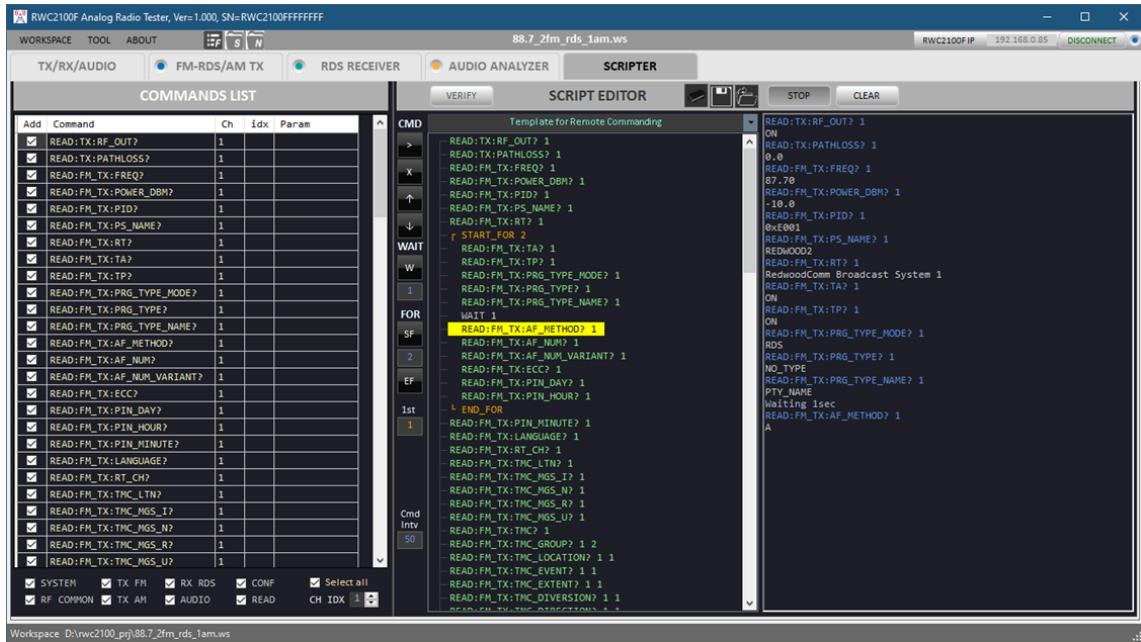 RWC2100F Analog Radio Tester, Ver=1.000, SN=RWC2100FFFFFFFF
WORKSPACE TOOL ABOUT F S N 88.7_2fm_rds_1am.ws RWC2100F IP 192.168.0.85 DISCONNECT
TX/RX/AUDIO FM-RDS/AM TX RDS RECEIVER AUDIO ANALYZER SCRIPTER
COMMANDS LIST
Add Command Ch idx Param
READ:TX:RF_OUT? 1
READ:TX:PATHLOSS? 1
READ:FM_TX:FREQ? 1
READ:FM_TX:POWER_DBM? 1
READ:FM_TX:PID? 1
READ:FM_TX:PS_NAME? 1
READ:FM_TX:RT? 1
READ:FM_TX:TA? 1
READ:FM_TX:TP? 1
READ:FM_TX:PRG_TYPE_MODE? 1
READ:FM_TX:PRG_TYPE? 1
READ:FM_TX:PRG_TYPE_NAME? 1
READ:FM_TX:AF_METHOD? 1
READ:FM_TX:AF_NUM? 1
READ:FM_TX:AF_NUM_VARIANT? 1
READ:FM_TX:ECC? 1
READ:FM_TX:PIN_DAY? 1
READ:FM_TX:PIN_HOUR? 1
READ:FM_TX:PIN_MINUTE? 1
READ:FM_TX:LANGUAGE? 1
READ:FM_TX:RT_CH? 1
READ:FM_TX:TMC_LTN? 1
READ:FM_TX:TMC_MGS_I? 1
READ:FM_TX:TMC_MGS_N? 1
READ:FM_TX:TMC_MGS_R? 1
READ:FM_TX:TMC_MGS_U? 1
SYSTEM TX FM RX RDS CONF Select all
RF COMMON TX AM AUDIO READ CH IDX 1
VERIFY SCRIPT EDITOR STOP CLEAR
CMD
>
X
↑
↓
WAIT
W
1
FOR
SF
2
EF
1st
1
Cmd
Intv
50
Template for Remote Commanding
READ:TX:RF_OUT? 1
READ:TX:PATHLOSS? 1
READ:FM_TX:FREQ? 1
READ:FM_TX:POWER_DBM? 1
READ:FM_TX:PID? 1
READ:FM_TX:PS_NAME? 1
READ:FM_TX:RT? 1
┌ START_FOR 2
READ:FM_TX:TA? 1
READ:FM_TX:TP? 1
READ:FM_TX:PRG_TYPE_MODE? 1
READ:FM_TX:PRG_TYPE? 1
READ:FM_TX:PRG_TYPE_NAME? 1
WAIT 1
READ:FM_TX:AF_METHOD? 1
READ:FM_TX:AF_NUM? 1
READ:FM_TX:AF_NUM_VARIANT? 1
READ:FM_TX:ECC? 1
READ:FM_TX:PIN_DAY? 1
READ:FM_TX:PIN_HOUR? 1
└ END_FOR
READ:FM_TX:PIN_MINUTE? 1
READ:FM_TX:LANGUAGE? 1
READ:FM_TX:RT_CH? 1
READ:FM_TX:TMC_LTN? 1
READ:FM_TX:TMC_MGS_I? 1
READ:FM_TX:TMC_MGS_N? 1
READ:FM_TX:TMC_MGS_R? 1
READ:FM_TX:TMC_MGS_U? 1
READ:FM_TX:TMC? 1
READ:FM_TX:TMC_GROUP? 1 2
READ:FM_TX:TMC_LOCATION? 1 1
READ:FM_TX:TMC_EVENT? 1 1
READ:FM_TX:TMC_EXTENT? 1 1
READ:FM_TX:TMC_DIVERSION? 1 1
READ:FM_TX:TMC_DIRECTION? 1 1
READ:TX:RF_OUT? 1
ON
READ:TX:PATHLOSS? 1
0.0
READ:FM_TX:FREQ? 1
87.70
READ:FM_TX:POWER_DBM? 1
-10.0
READ:FM_TX:PID? 1
0xE001
READ:FM_TX:PS_NAME? 1
REDWOOD2
READ:FM_TX:RT? 1
RedwoodComm Broadcast System 1
READ:FM_TX:TA? 1
ON
READ:FM_TX:TP? 1
ON
READ:FM_TX:PRG_TYPE_MODE? 1
RDS
READ:FM_TX:PRG_TYPE? 1
NO_TYPE
READ:FM_TX:PRG_TYPE_NAME? 1
PTY_NAME
Waiting 1sec
READ:FM_TX:AF_METHOD? 1
A
Workspace D:\rwc2100_prj\88.7_2fm_rds_1am.ws